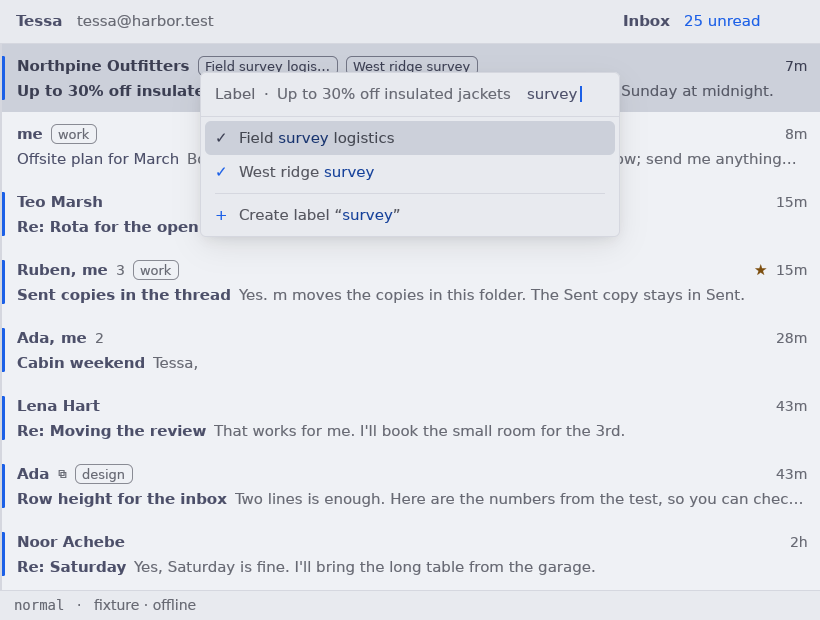 Tessa tessa@harbor.test Inbox 25 unread
Northpine Outfitters Field survey logis… West ridge survey 7m
Up to 30% off insulate Sunday at midnight.
Label · Up to 30% off insulated jackets survey
✓ Field survey logistics
✓ West ridge survey
+ Create label “survey”
me work 8m
Offsite plan for March ow; send me anything…
Teo Marsh 15m
Re: Rota for the open
Ruben, me 3 work ★ 15m
Sent copies in the thread Yes. m moves the copies in this folder. The Sent copy stays in Sent.
Ada, me 2 28m
Cabin weekend Tessa,
Lena Hart 43m
Re: Moving the review That works for me. I'll book the small room for the 3rd.
Ada design 43m
Row height for the inbox Two lines is enough. Here are the numbers from the test, so you can chec…
Noor Achebe 2h
Re: Saturday Yes, Saturday is fine. I'll bring the long table from the garage.
normal · fixture · offline